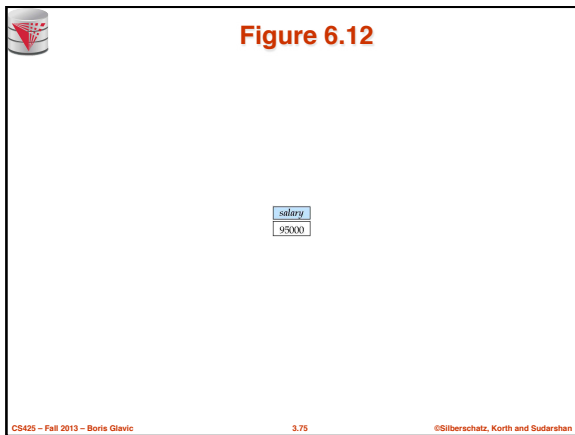 Figure 6.12
salary
95000
CS425 – Fall 2013 – Boris Glavic 3.75 ©Silberschatz, Korth and Sudarshan